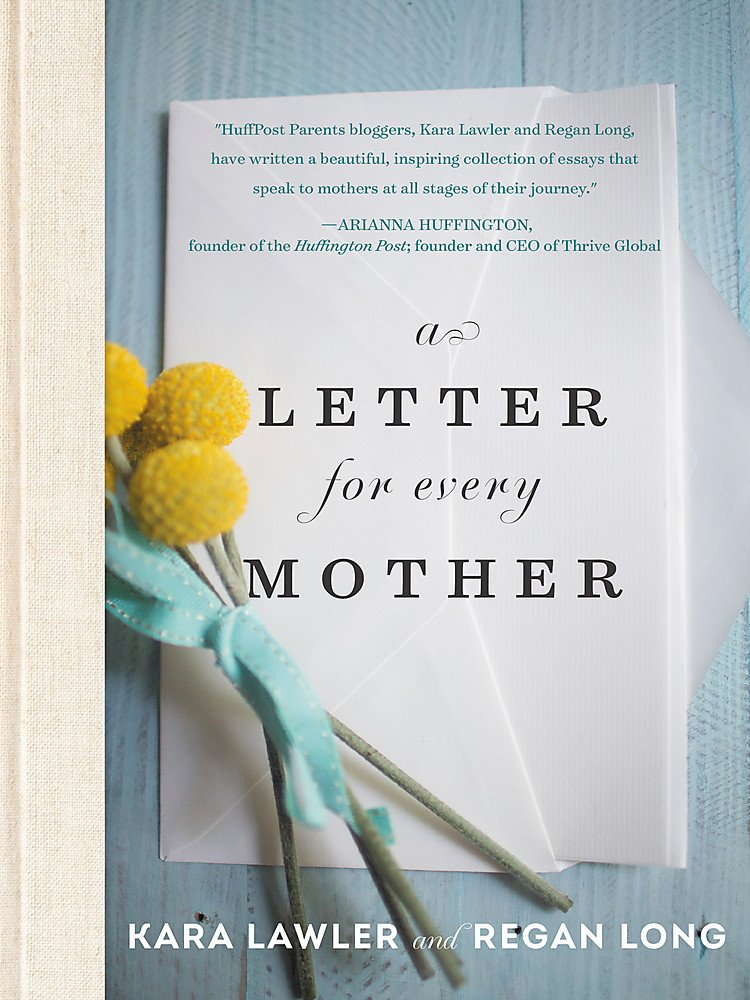 "HuffPost Parents bloggers, Kara Lawler and Regan Long,
have written a beautiful, inspiring collection of essays that
speak to mothers at all stages of their journey."
—ARIANNA HUFFINGTON,
founder of the Huffington Post; founder and CEO of Thrive Global
a
LETTER
for every
MOTHER
KARA LAWLER and REGAN LONG